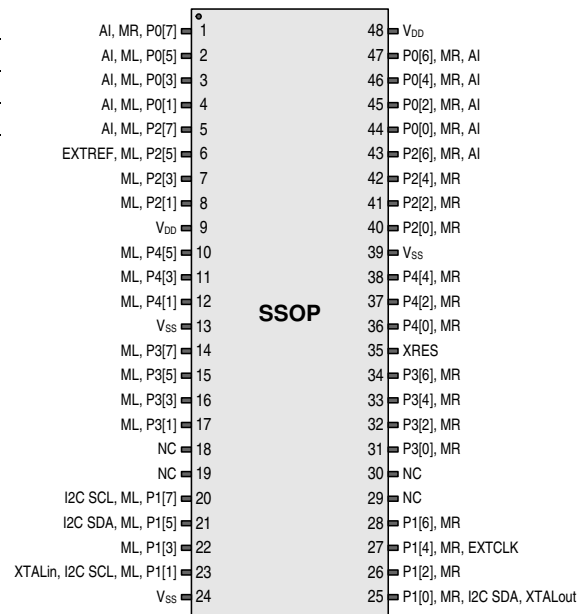 AI, MR, P0[7] 1 48 VDD
AI, ML, P0[5] 2 47 P0[6], MR, AI
AI, ML, P0[3] 3 46 P0[4], MR, AI
AI, ML, P0[1] 4 45 P0[2], MR, AI
AI, ML, P2[7] 5 44 P0[0], MR, AI
EXTREF, ML, P2[5] 6 43 P2[6], MR, AI
ML, P2[3] 7 42 P2[4], MR
ML, P2[1] 8 41 P2[2], MR
VDD 9 40 P2[0], MR
ML, P4[5] 10 39 VSS
ML, P4[3] 11 38 P4[4], MR
ML, P4[1] 12 37 P4[2], MR
SSOP
VSS 13 36 P4[0], MR
ML, P3[7] 14 35 XRES
ML, P3[5] 15 34 P3[6], MR
ML, P3[3] 16 33 P3[4], MR
ML, P3[1] 17 32 P3[2], MR
NC 18 31 P3[0], MR
NC 19 30 NC
I2C SCL, ML, P1[7] 20 29 NC
I2C SDA, ML, P1[5] 21 28 P1[6], MR
ML, P1[3] 22 27 P1[4], MR, EXTCLK
XTALin, I2C SCL, ML, P1[1] 23 26 P1[2], MR
VSS 24 25 P1[0], MR, I2C SDA, XTALout